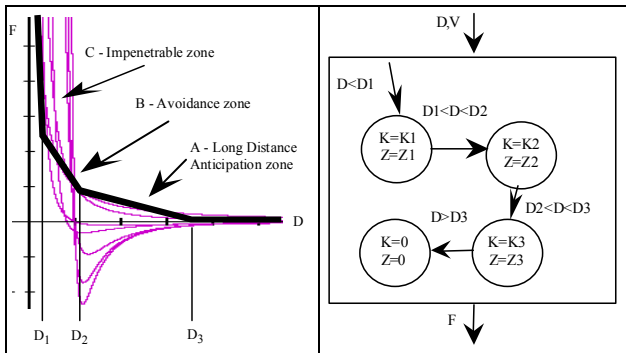 F
C - Impenetrable zone
B - Avoidance zone
A - Long Distance
Anticipation zone
D
-
D1
D2
D3
D,V
D<D1
D1<D<D2
K=K1
Z=Z1
K=K2
Z=Z2
D2<D<D3
D>D3
K=0
Z=0
K=K3
Z=Z3
F